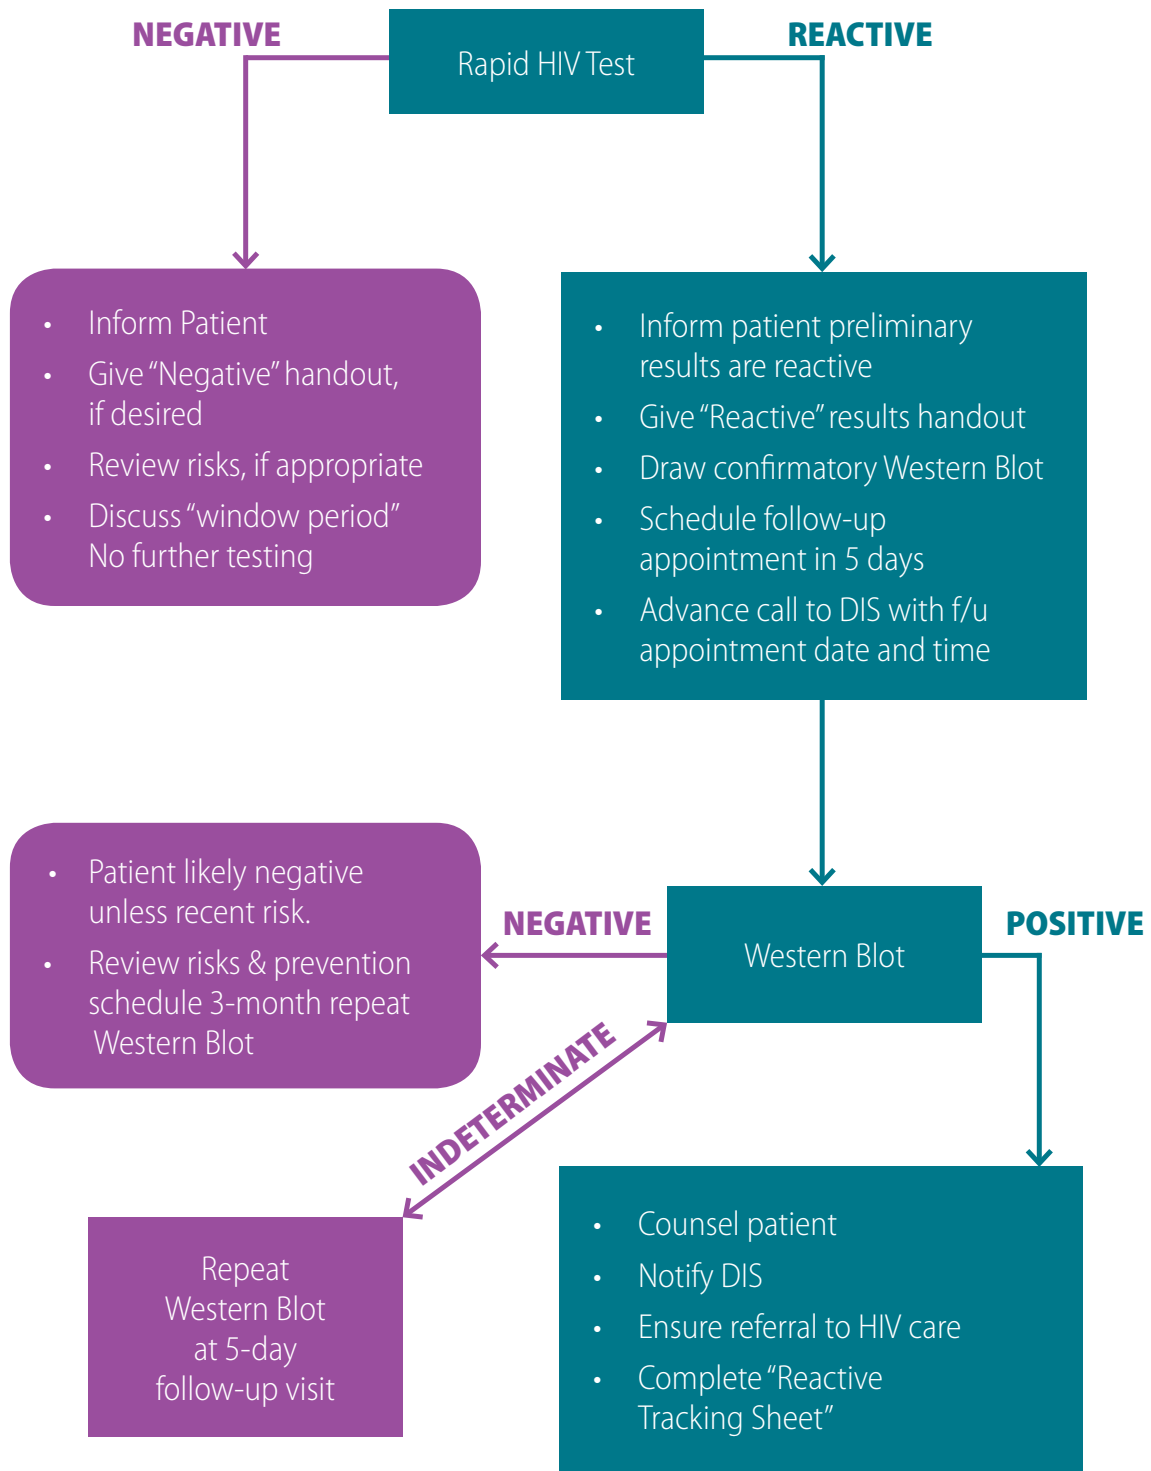 NEGATIVE
Rapid HIV Test
REACTIVE
• Inform Patient
• Give “Negative” handout,
if desired
• Review risks, if appropriate
• Discuss “window period”
No further testing
• Inform patient preliminary
results are reactive
• Give “Reactive” results handout
• Draw confirmatory Western Blot
• Schedule follow-up
appointment in 5 days
• Advance call to DIS with f/u
appointment date and time
• Patient likely negative
unless recent risk.
• Review risks & prevention
schedule 3-month repeat
Western Blot
NEGATIVE
Western Blot
POSITIVE
INDETERMINATE
Repeat
Western Blot
at 5-day
follow-up visit
• Counsel patient
• Notify DIS
• Ensure referral to HIV care
• Complete “Reactive
Tracking Sheet”